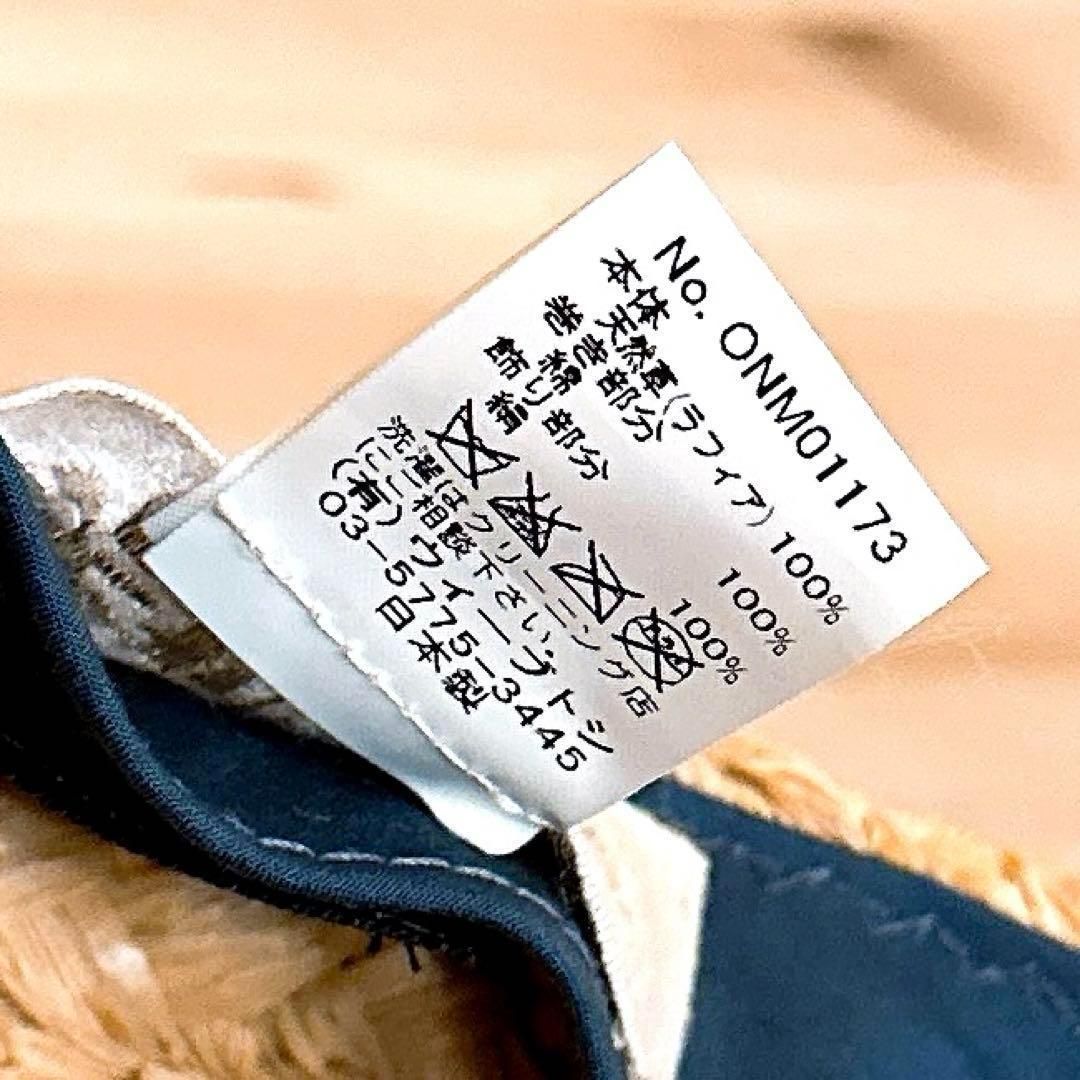 No. ONM01173
本体
天然草(ラフィア) 100%
巻き部分
綿 100%
飾り部分
絹 100%
洗濯はクリーニング店
にご相談下さい。
(有)ウィーヴトシ
03-5775-3445
日本製